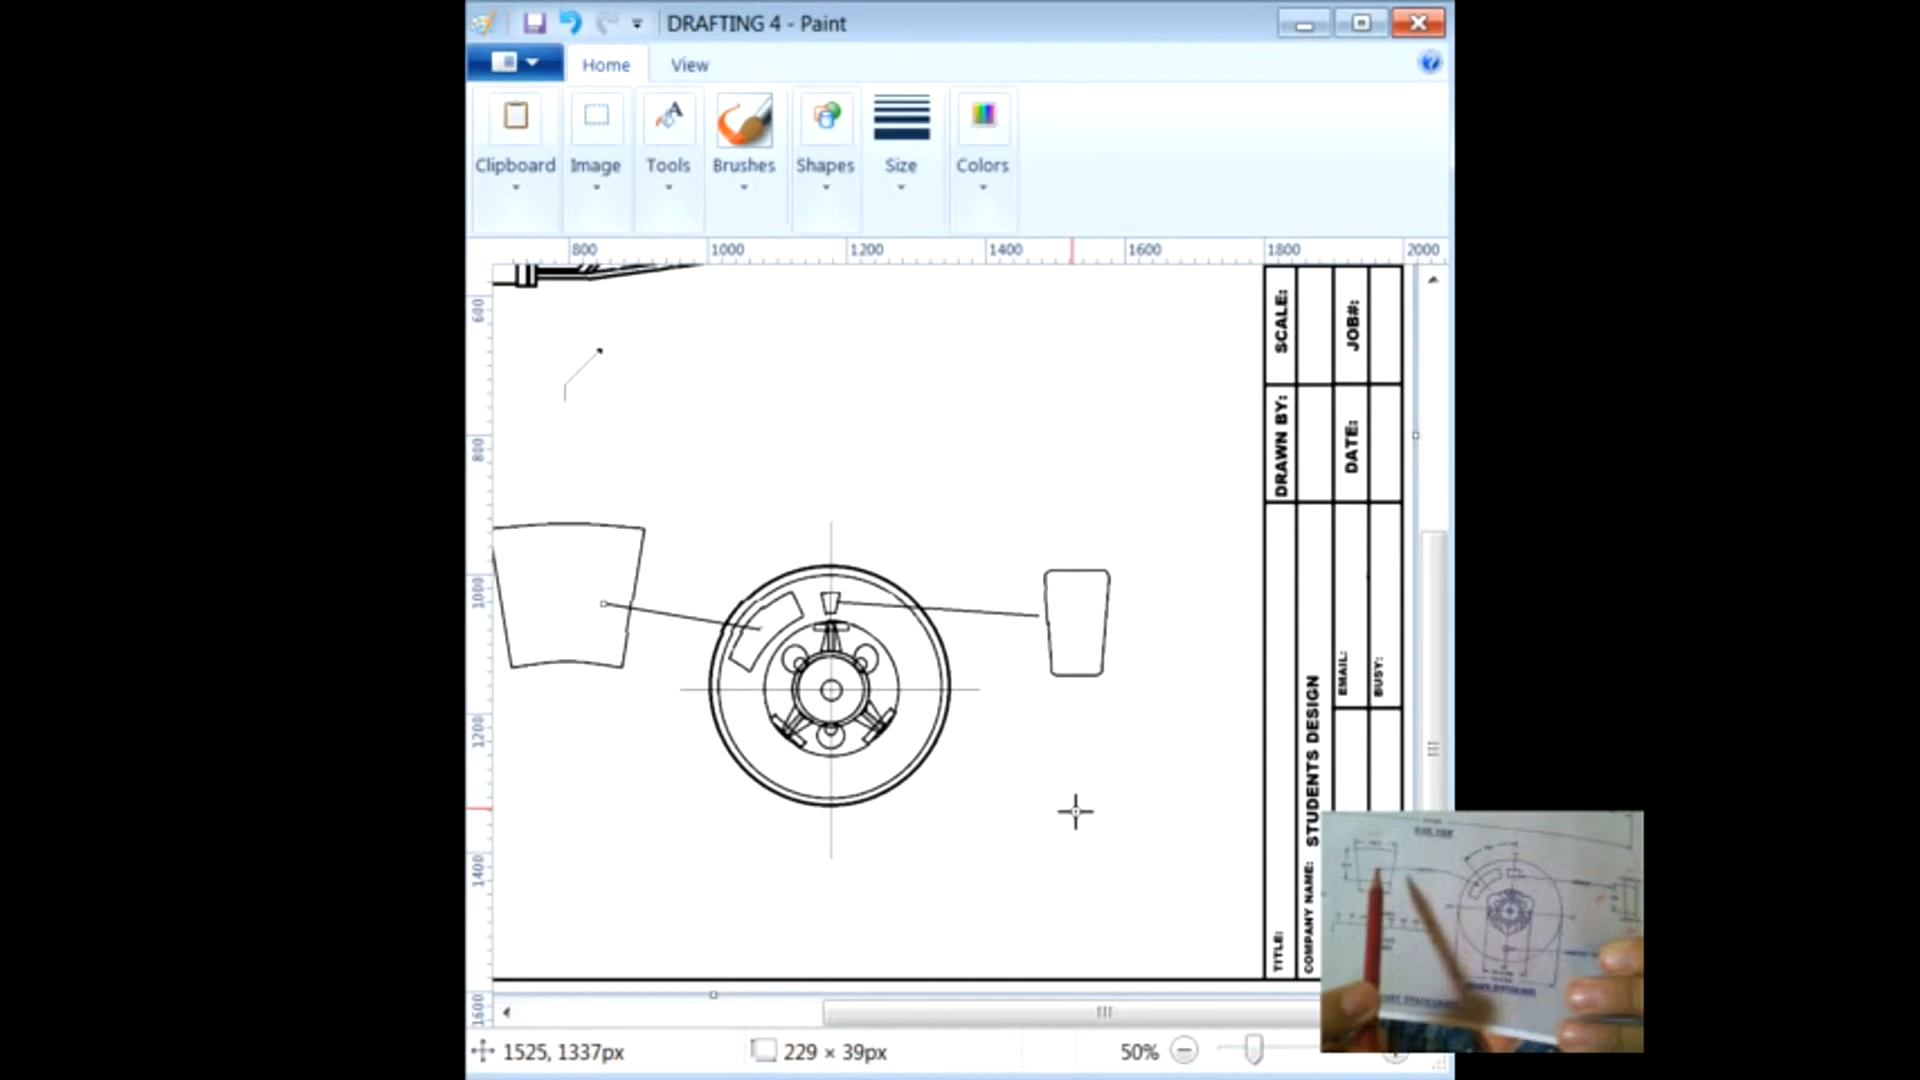 DRAFTING 4 - Paint
Home View
Clipboard Image Tools Brushes Shapes Size Colors
800 1000 1200 1400 1600 1800 2000
600
800
1000
1200
1400
1600
SCALE:
JOB#:
DRAWN BY:
DATE:
EMAIL:
BUSY:
TITLE:
COMPANY NAME: STUDENTS DESIGN
1525, 1337px 229 × 39px 50%